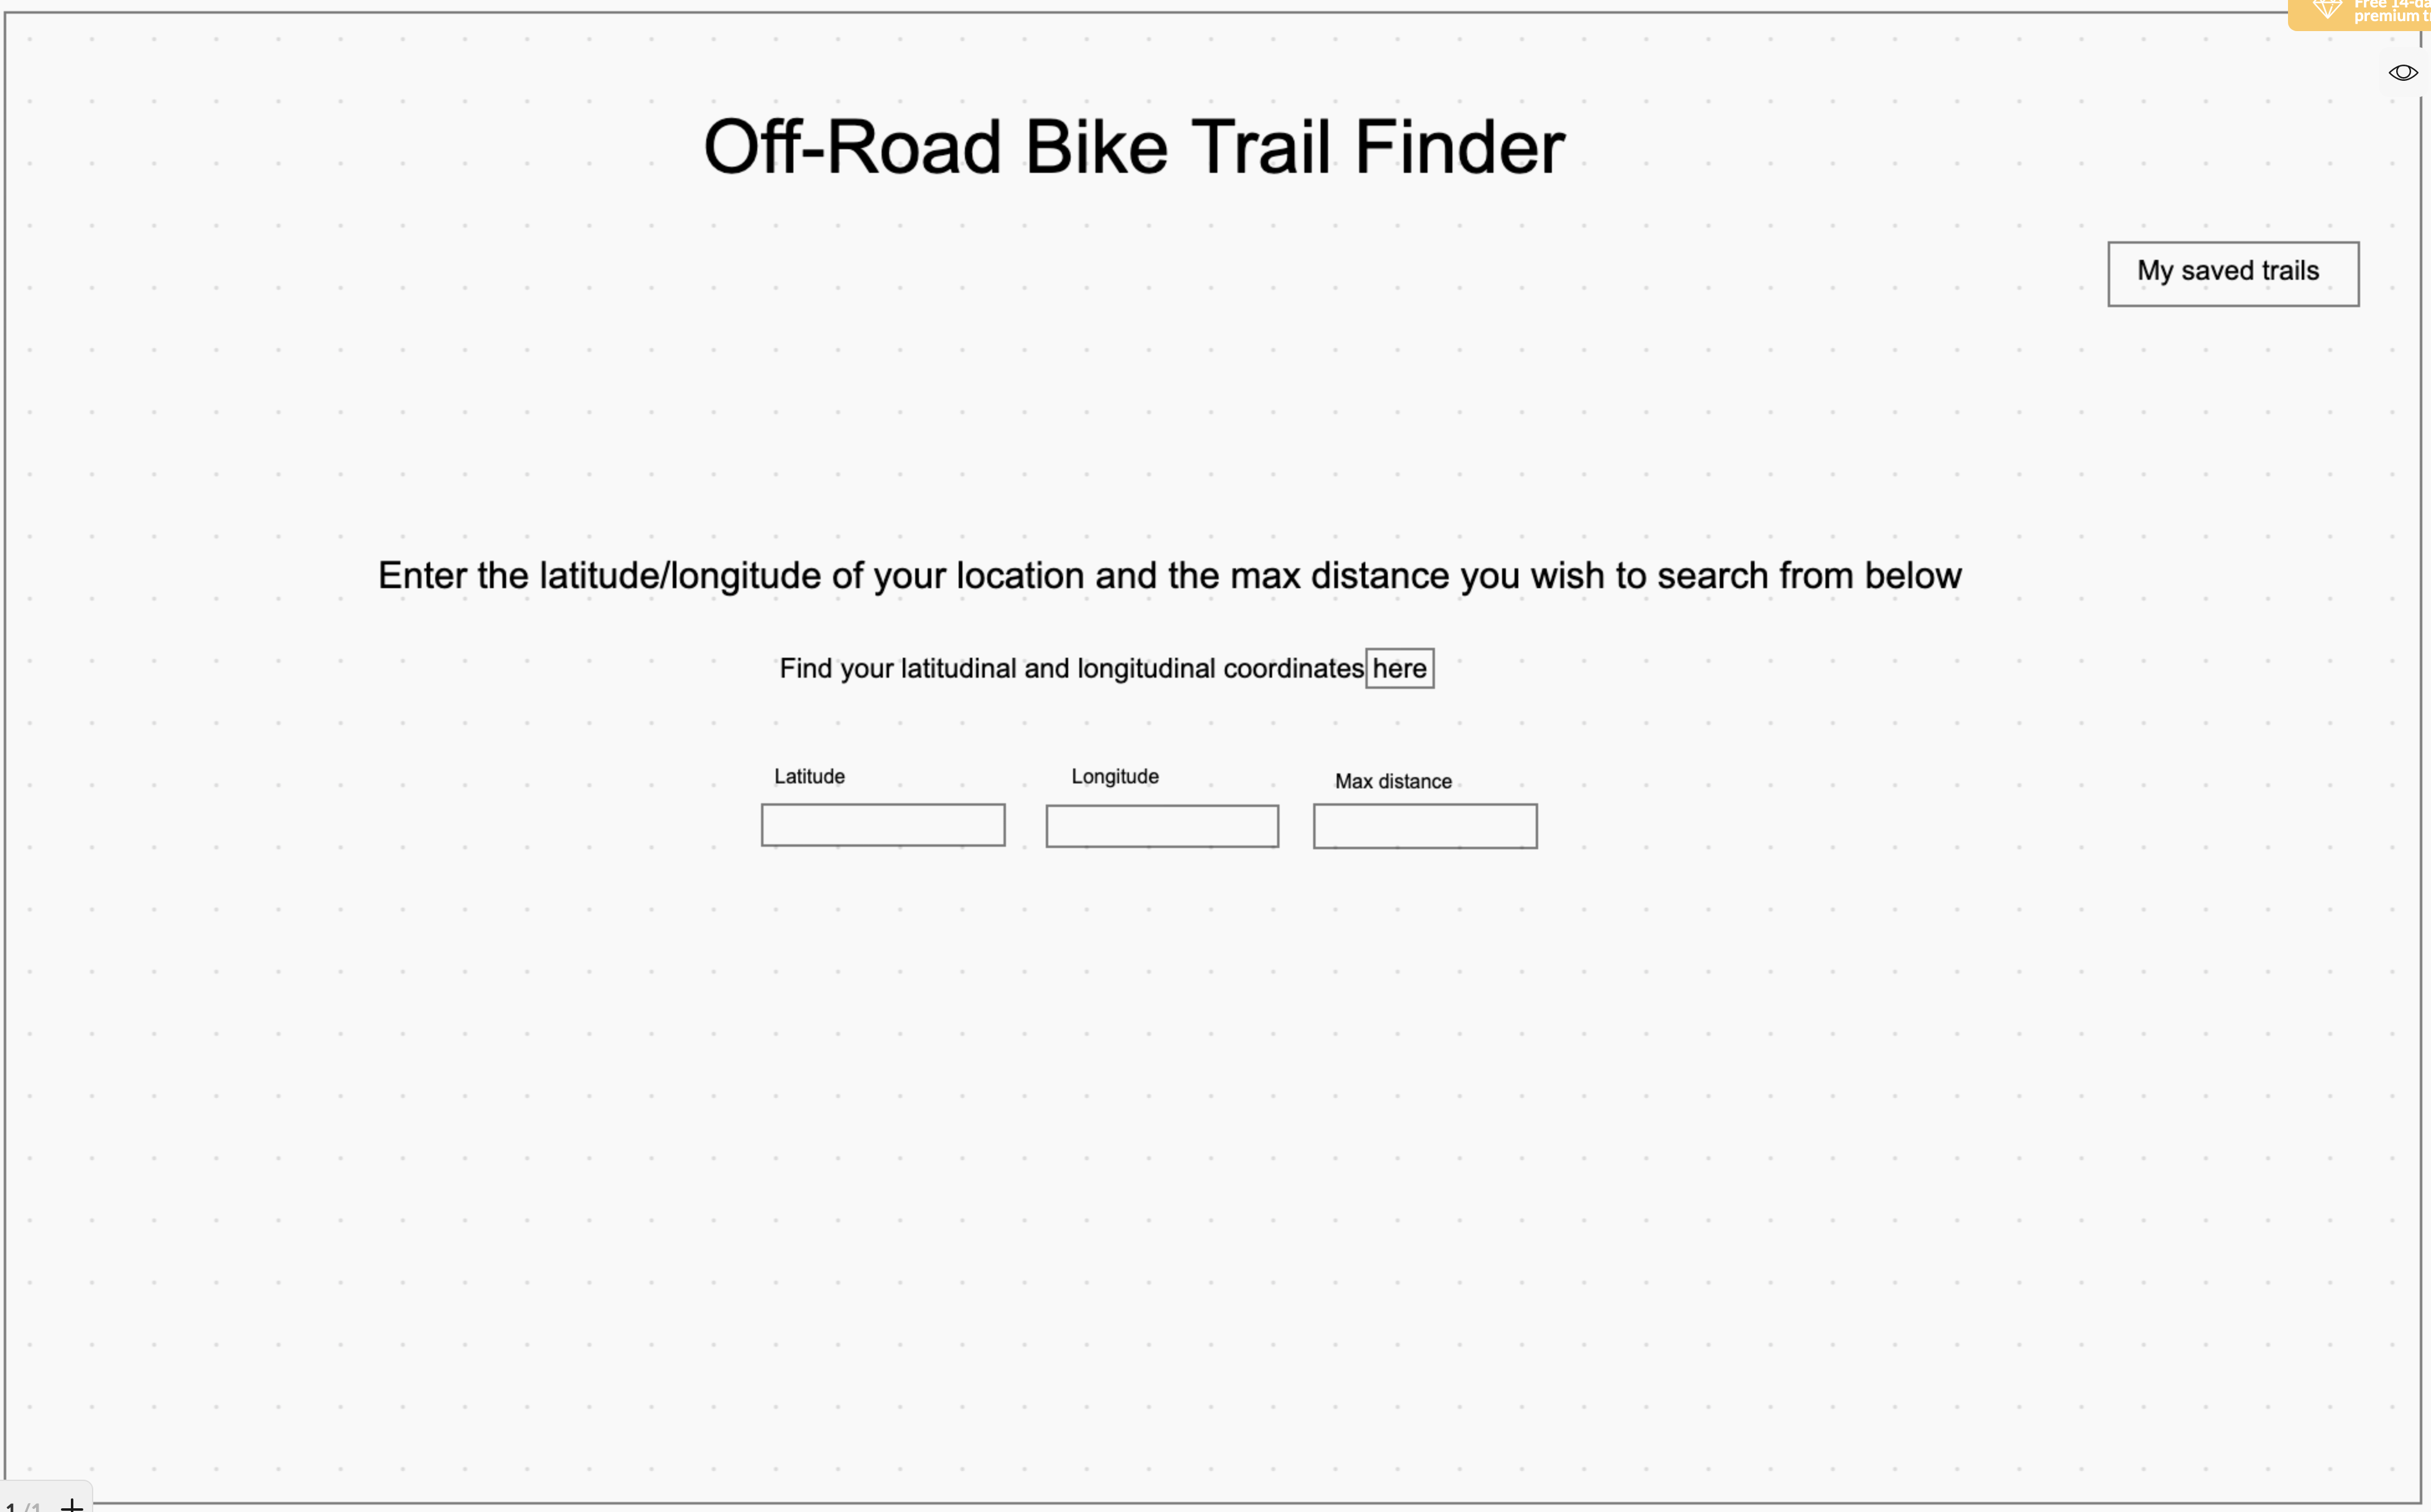 Free 14-da
premium t
Off-Road Bike Trail Finder
My saved trails
Enter the latitude/longitude of your location and the max distance you wish to search from below
Find your latitudinal and longitudinal coordinates here
Latitude Longitude Max distance
1 /1 +